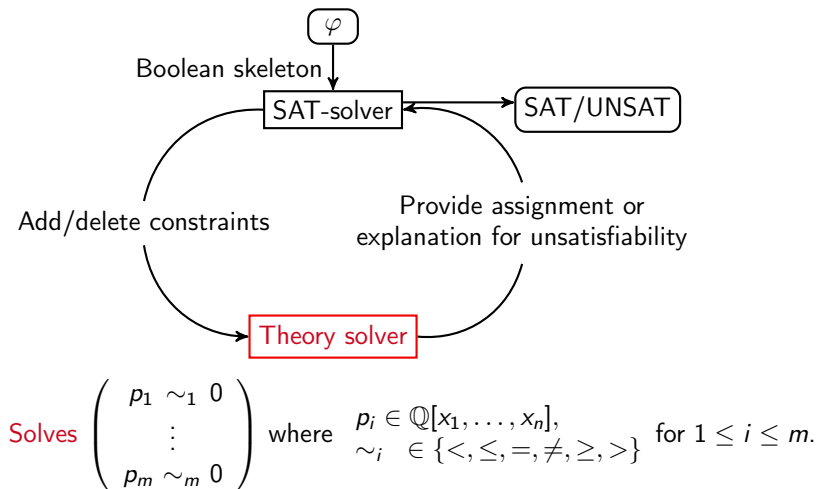 φ
Boolean skeleton
SAT-solver
SAT/UNSAT
Add/delete constraints
Provide assignment or
explanation for unsatisfiability
Theory solver
Solves ( p₁ ∼₁ 0 ⋮ pₘ ∼ₘ 0 ) where pᵢ ∈ ℚ[x₁, . . . , xₙ], ∼ᵢ ∈ {<, ≤, =, ≠, ≥, >} for 1 ≤ i ≤ m.